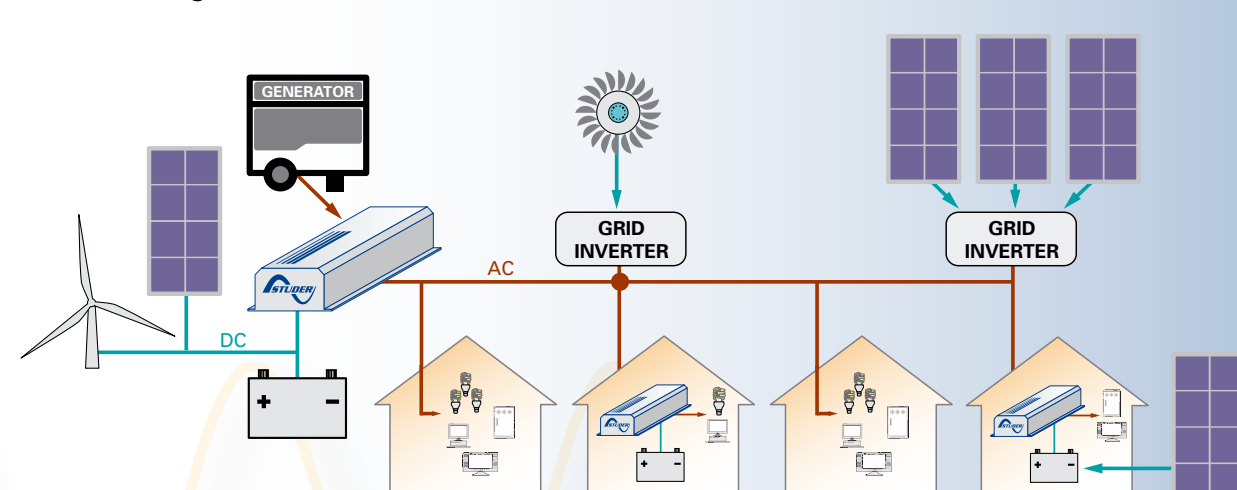 GENERATOR
GRID
INVERTER
GRID
INVERTER
STUDER
AC
DC
+ −
STUDER
+ −
STUDER
+ −